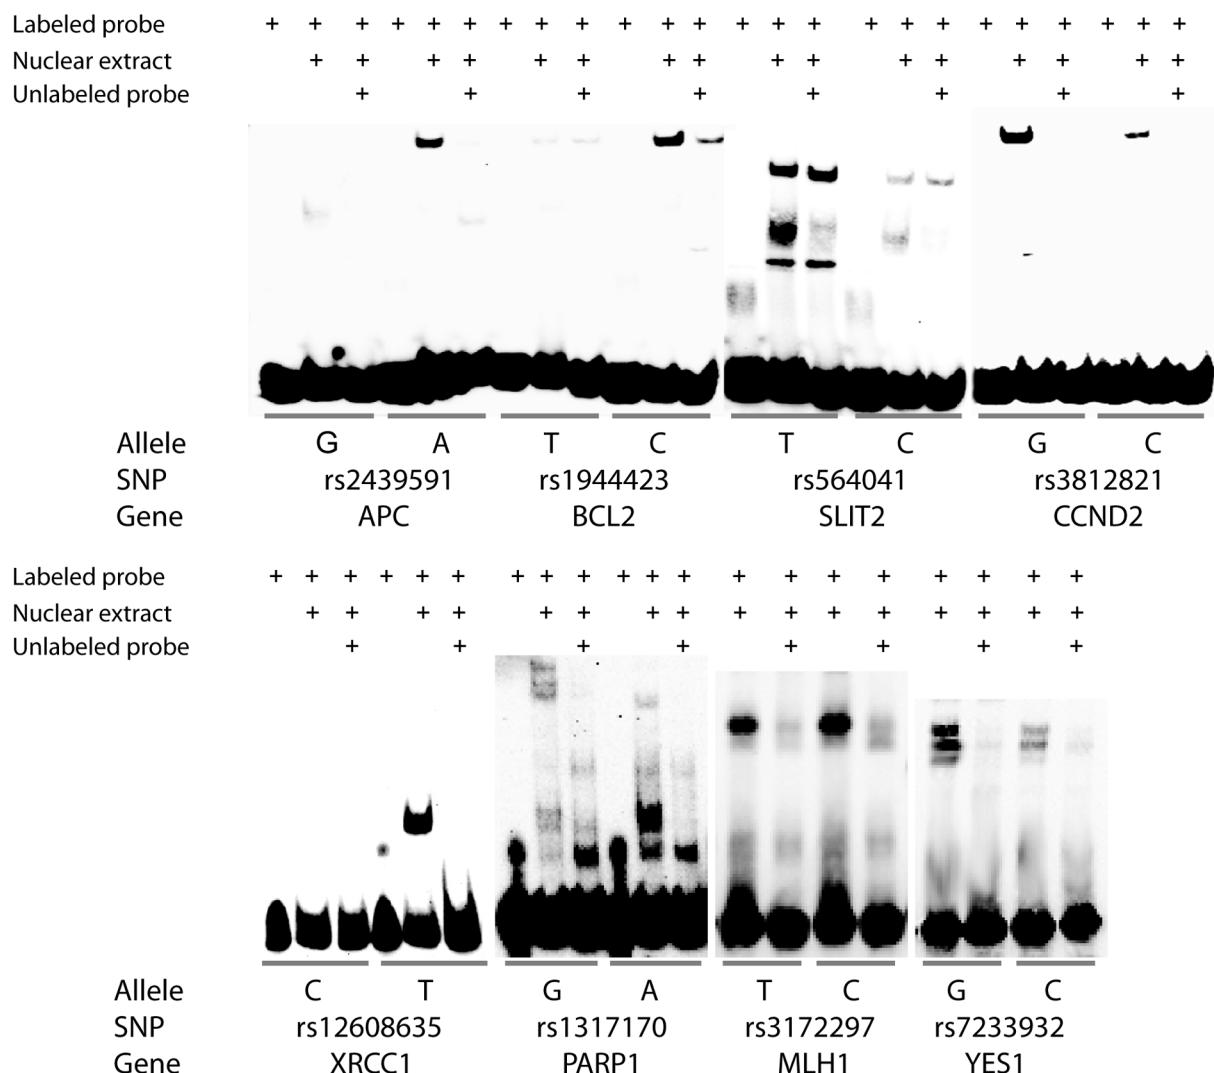 Labeled probe + + + + + + + + + + + + + + + + + + + + + + + +
Nuclear extract + + + + + + + + + + + + + + + +
Unlabeled probe + + + + + + + +
Allele G A T C T C G C
SNP rs2439591 rs1944423 rs564041 rs3812821
Gene APC BCL2 SLIT2 CCND2
Labeled probe + + + + + + + + + + + + + + + + + + + +
Nuclear extract + + + + + + + + + + + + + + + +
Unlabeled probe + + + + + + + +
Allele C T G A T C G C
SNP rs12608635 rs1317170 rs3172297 rs7233932
Gene XRCC1 PARP1 MLH1 YES1